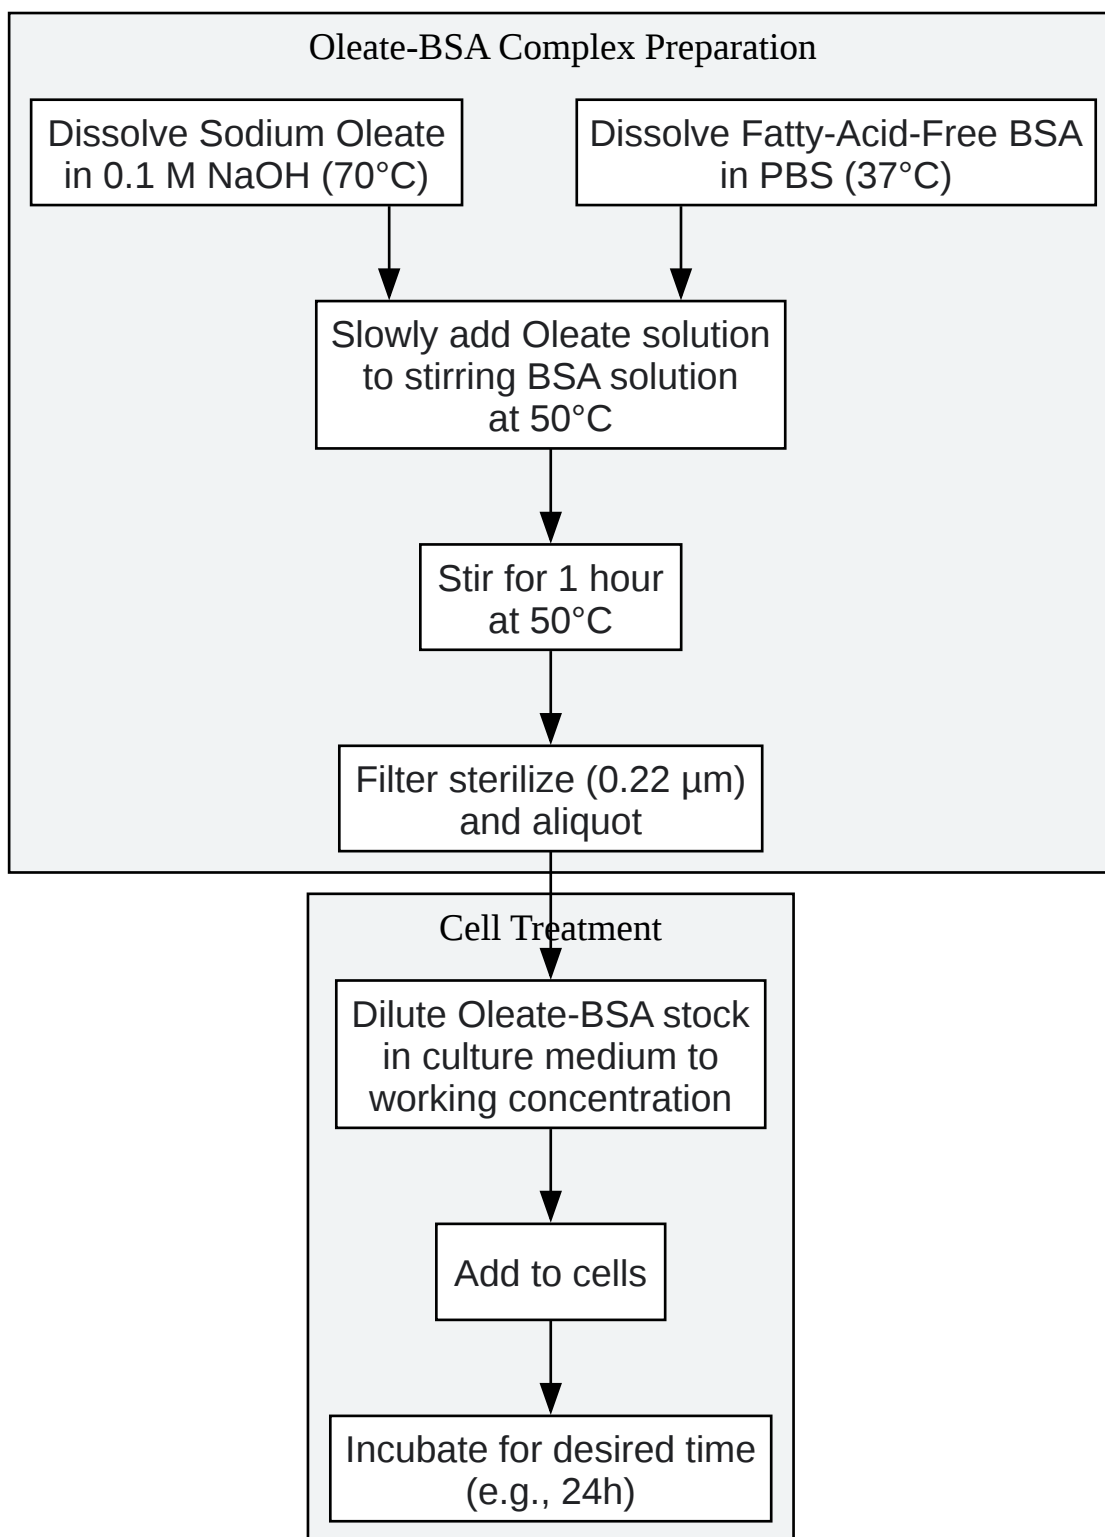 Oleate-BSA Complex Preparation
Dissolve Sodium Oleate
in 0.1 M NaOH (70°C)
Dissolve Fatty-Acid-Free BSA
in PBS (37°C)
Slowly add Oleate solution
to stirring BSA solution
at 50°C
Stir for 1 hour
at 50°C
Filter sterilize (0.22 µm)
and aliquot
Cell Treatment
Dilute Oleate-BSA stock
in culture medium to
working concentration
Add to cells
Incubate for desired time
(e.g., 24h)